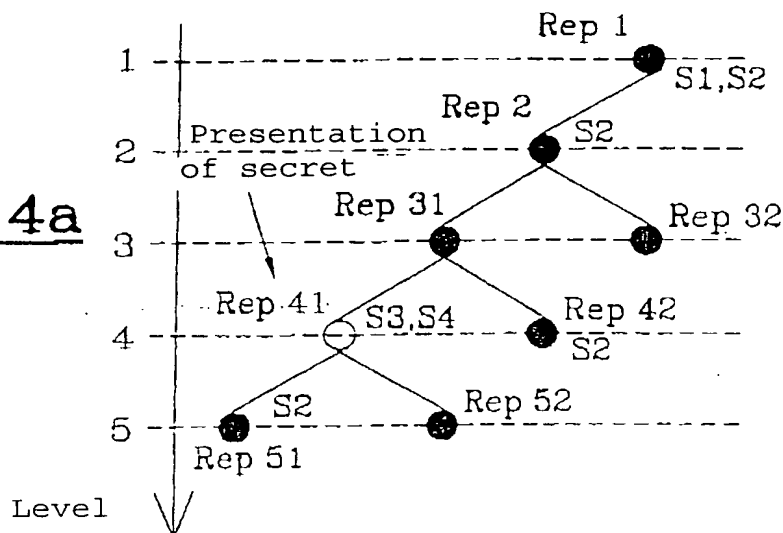 Rep 1
1
S1,S2
Rep 2
S2
Presentation
2
of secret
4a
Rep 31
Rep 32
3
Rep 41
S3,S4
Rep 42
4
S2
S2
Rep 52
5
Rep 51
Level